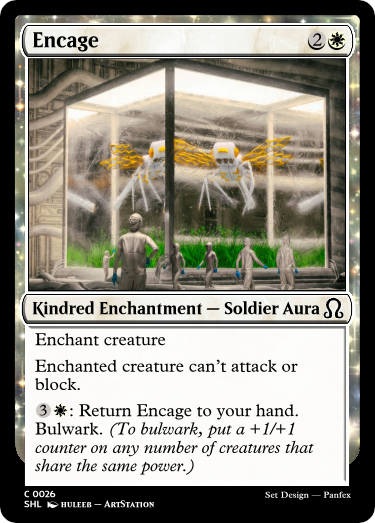 Encage 2
Kindred Enchantment — Soldier Aura
Enchant creature
Enchanted creature can't attack or
block.
3 : Return Encage to your hand.
Bulwark. (To bulwark, put a +1/+1
counter on any number of creatures that
share the same power.)
C 0026
SHL HULEEB — ArtStation
Set Design — Panfex